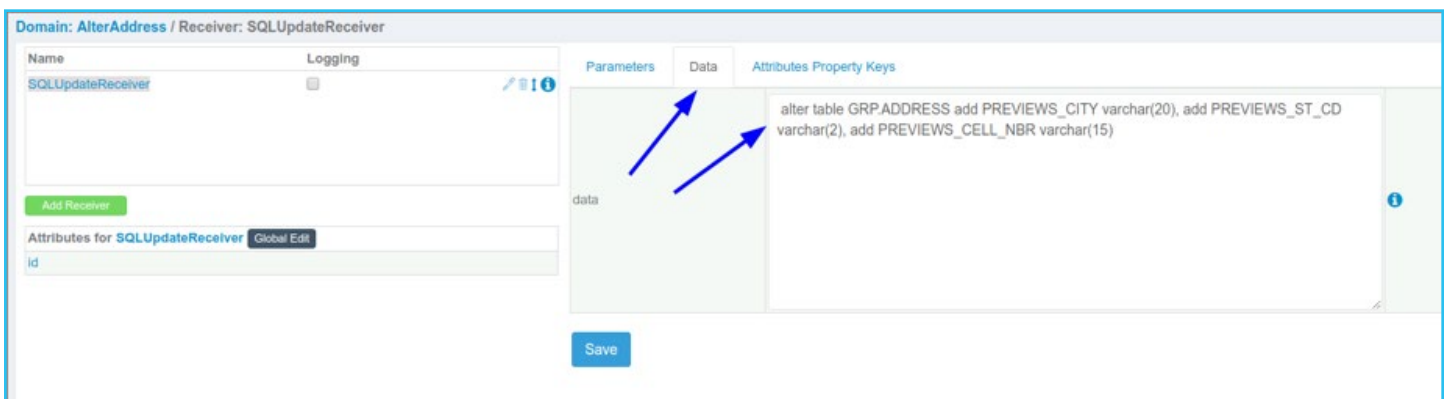 Domain: AlterAddress / Receiver: SQLUpdateReceiver
Name Logging
SQLUpdateReceiver
Add Receiver
Attributes for SQLUpdateReceiver Global Edit
id
Parameters Data Attributes Property Keys
data
alter table GRP.ADDRESS add PREVIEWS_CITY varchar(20), add PREVIEWS_ST_CD
varchar(2), add PREVIEWS_CELL_NBR varchar(15)
Save